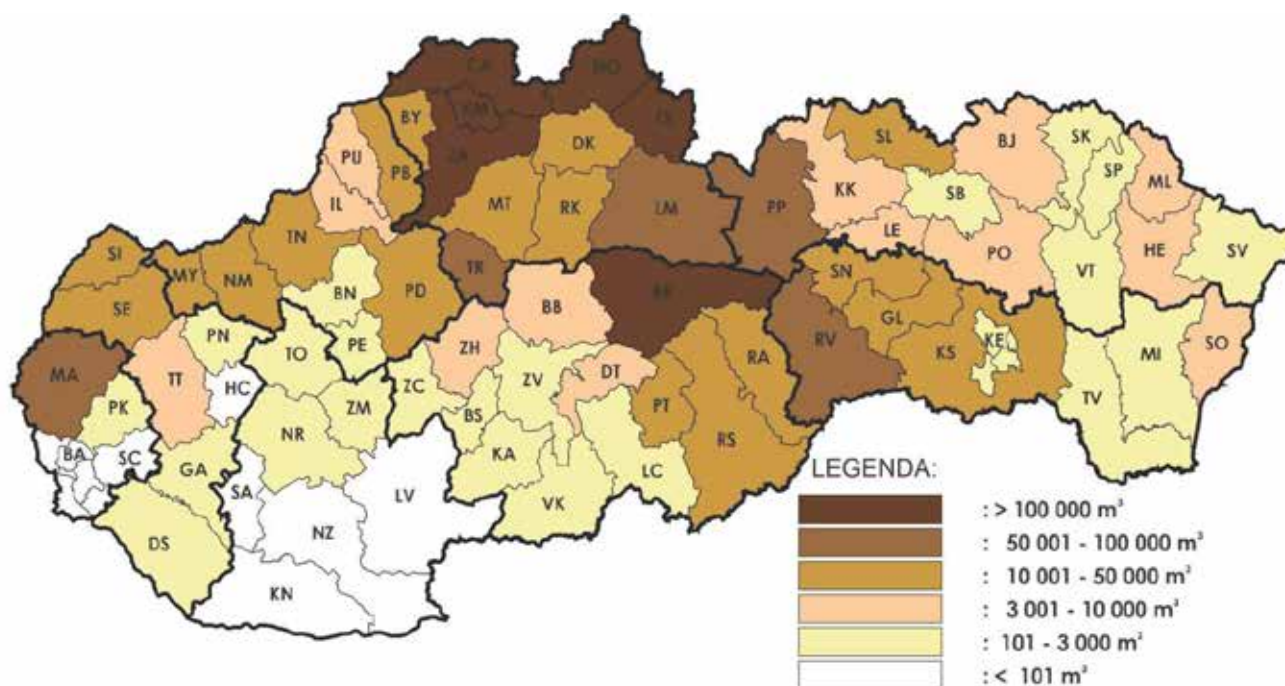 CA
NO
KM
TS
BY
ZA
DK
PU
PB
IL
MT
RK
LM
PP
KK
SL
BJ
SK
SP
ML
SB
LE
PO
VT
HE
SV
SI
MY
NM
TN
BN
PD
TR
SE
BB
BR
SN
GL
RV
KS
KE
MI
SO
TV
MA
TT
PN
HC
TO
PE
ZH
ZC
ZV
DT
RA
PT
RS
PK
BA
SC
GA
NR
ZM
BS
KA
LC
VK
SA
LV
NZ
DS
KN
LEGENDA:
: > 100 000 m³
: 50 001 - 100 000 m³
: 10 001 - 50 000 m³
: 3 001 - 10 000 m³
: 101 - 3 000 m³
: < 101 m³